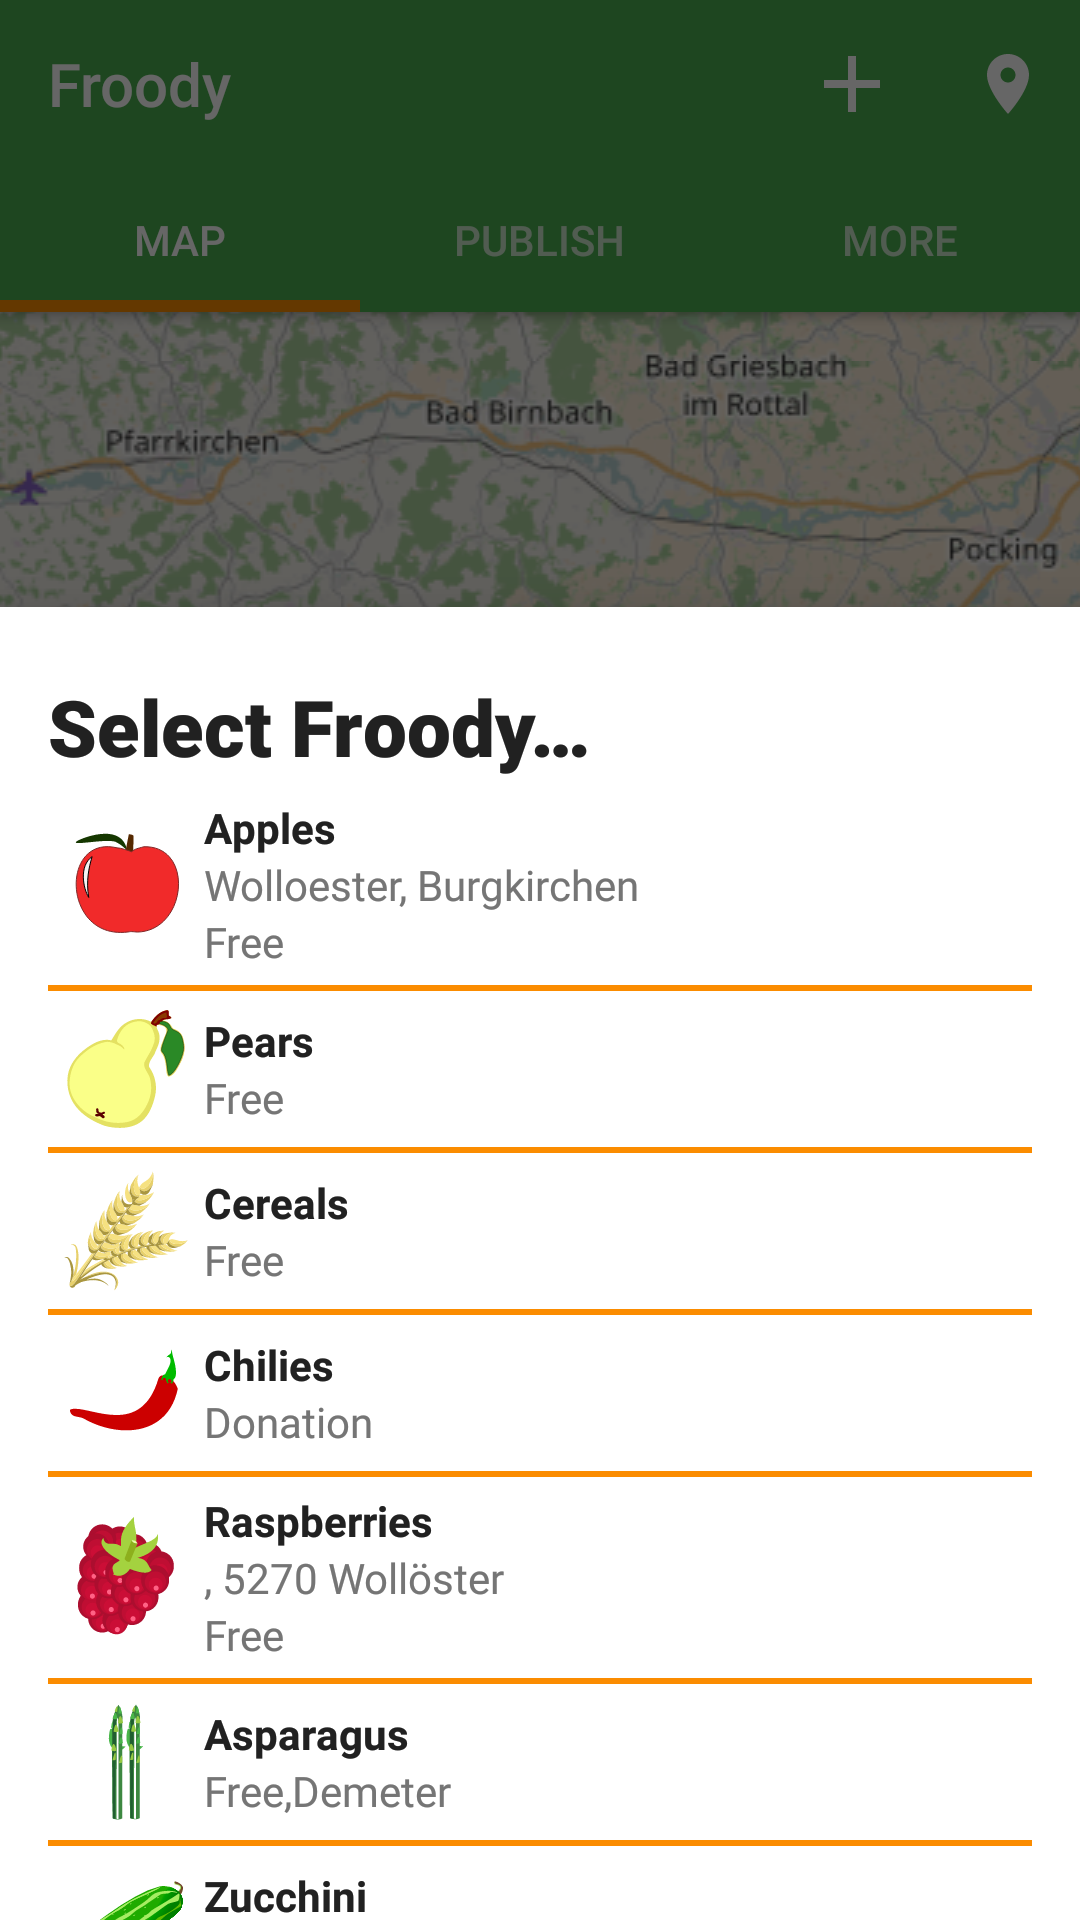 Froody
MAP PUBLISH MORE
Bad Griesbach
im Rottal
Bad Birnbach
Pfarrkirchen
Pocking
Select Froody...
Apples
Wolloester, Burgkirchen
Free
Pears
Free
Cereals
Free
Chilies
Donation
Raspberries
, 5270 Wollöster
Free
Asparagus
Free,Demeter
Zucchini